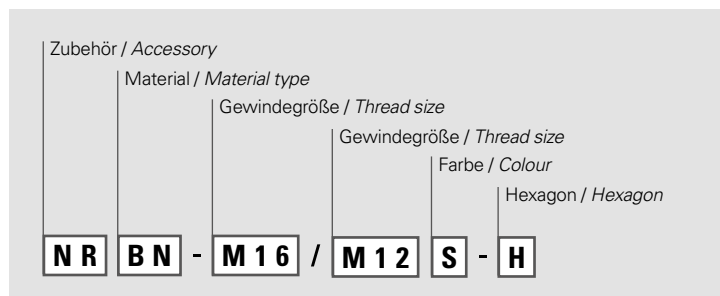 Zubehör / Accessory
Material / Material type
Gewindegröße / Thread size
Gewindegröße / Thread size
Farbe / Colour
Hexagon / Hexagon
NR BN - M16 / M12 S - H